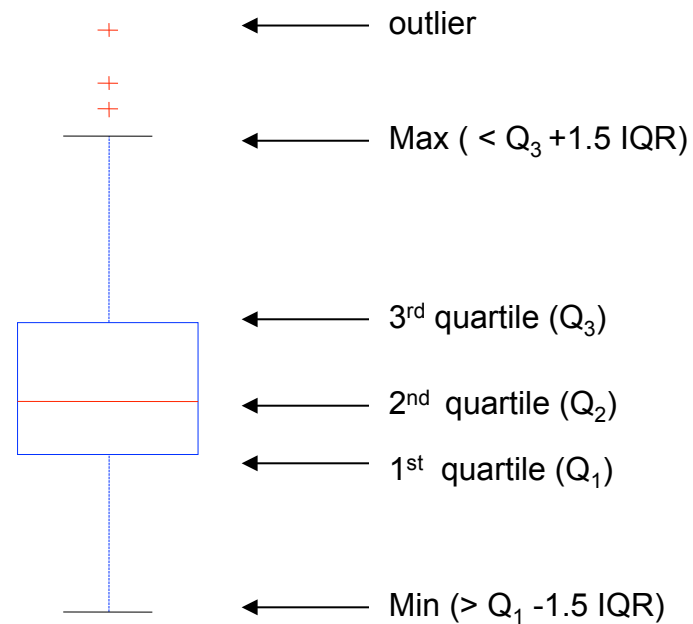 outlier
Max ( < Q₃ +1.5 IQR)
3ʳᵈ quartile (Q₃)
2ⁿᵈ quartile (Q₂)
1ˢᵗ quartile (Q₁)
Min (> Q₁ -1.5 IQR)